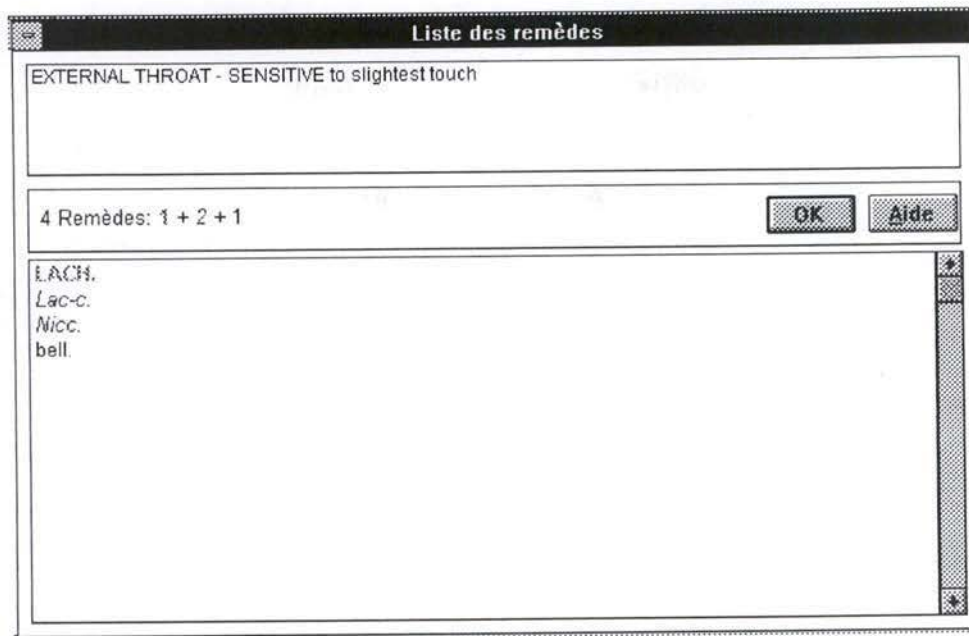 Liste des remèdes
EXTERNAL THROAT - SENSITIVE to slightest touch
4 Remèdes: 1 + 2 + 1
OK
Aide
LACH.
Lac-c.
Nicc.
bell.